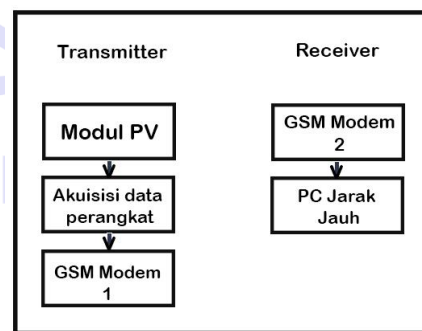 Transmitter
Modul PV
Akuisisi data
perangkat
GSM Modem
1
Receiver
GSM Modem
2
PC Jarak
Jauh